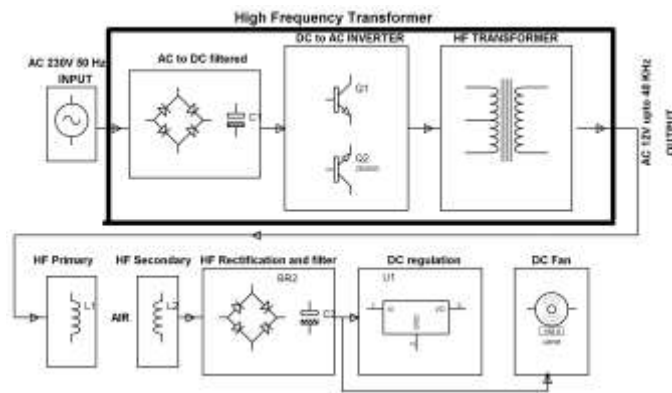 High Frequency Transformer
AC 230V 50 Hz
INPUT
AC to DC filtered
DC to AC INVERTER
HF TRANSFORMER
C1
Q1
Q2
AC 12V upto 40 KHz
OUTPUT
HF Primary
HF Secondary
HF Rectification and filter
DC regulation
DC Fan
L1
AIR
L2
BR2
U1